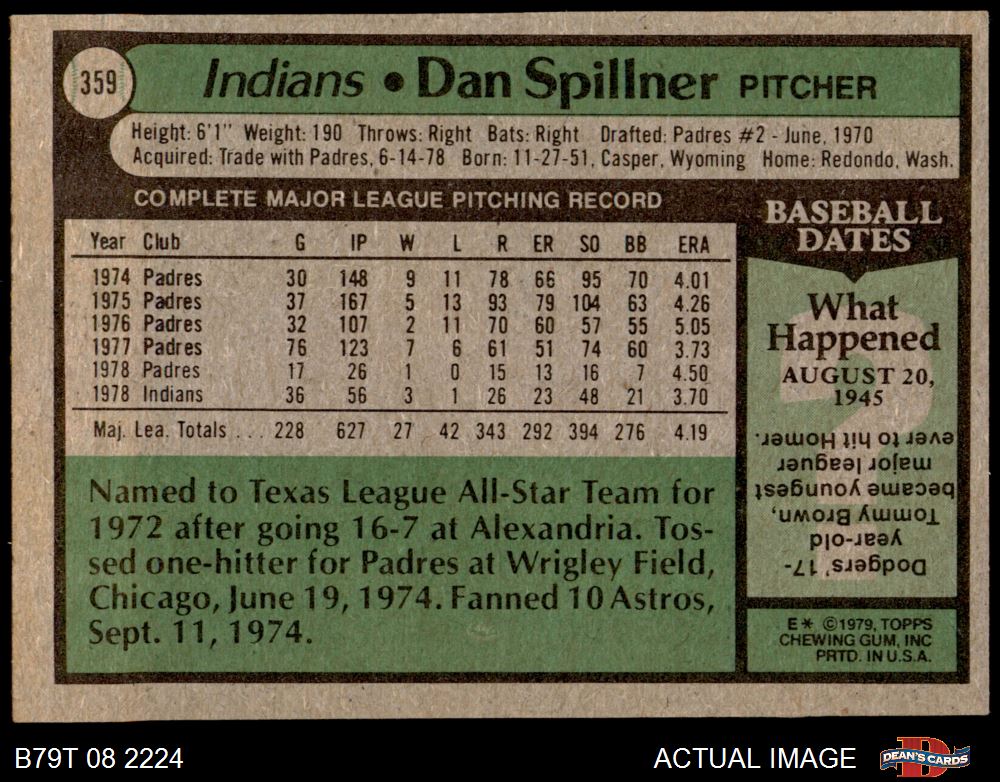 359
Indians • Dan Spillner PITCHER
Height: 6'1" Weight: 190 Throws: Right Bats: Right Drafted: Padres #2 - June, 1970
Acquired: Trade with Padres, 6-14-78 Born: 11-27-51, Casper, Wyoming Home: Redondo, Wash.
COMPLETE MAJOR LEAGUE PITCHING RECORD
Year Club G IP W L R ER SO BB ERA
1974 Padres 30 148 9 11 78 66 95 70 4.01
1975 Padres 37 167 5 13 93 79 104 63 4.26
1976 Padres 32 107 2 11 70 60 57 55 5.05
1977 Padres 76 123 7 6 61 51 74 60 3.73
1978 Padres 17 26 1 0 15 13 16 7 4.50
1978 Indians 36 56 3 1 26 23 48 21 3.70
Maj. Lea. Totals ... 228 627 27 42 343 292 394 276 4.19
Named to Texas League All-Star Team for
1972 after going 16-7 at Alexandria. Tos-
sed one-hitter for Padres at Wrigley Field,
Chicago, June 19, 1974. Fanned 10 Astros,
Sept. 11, 1974.
BASEBALL
DATES
What
Happened
AUGUST 20,
1945
Dodgers' 17-
year-old
Tommy Brown,
became youngest
major leaguer
ever to hit Homer.
E* ©1979, TOPPS
CHEWING GUM, INC
PRTD. IN U.S.A.
B79T 08 2224
ACTUAL IMAGE
DEAN'S CARDS